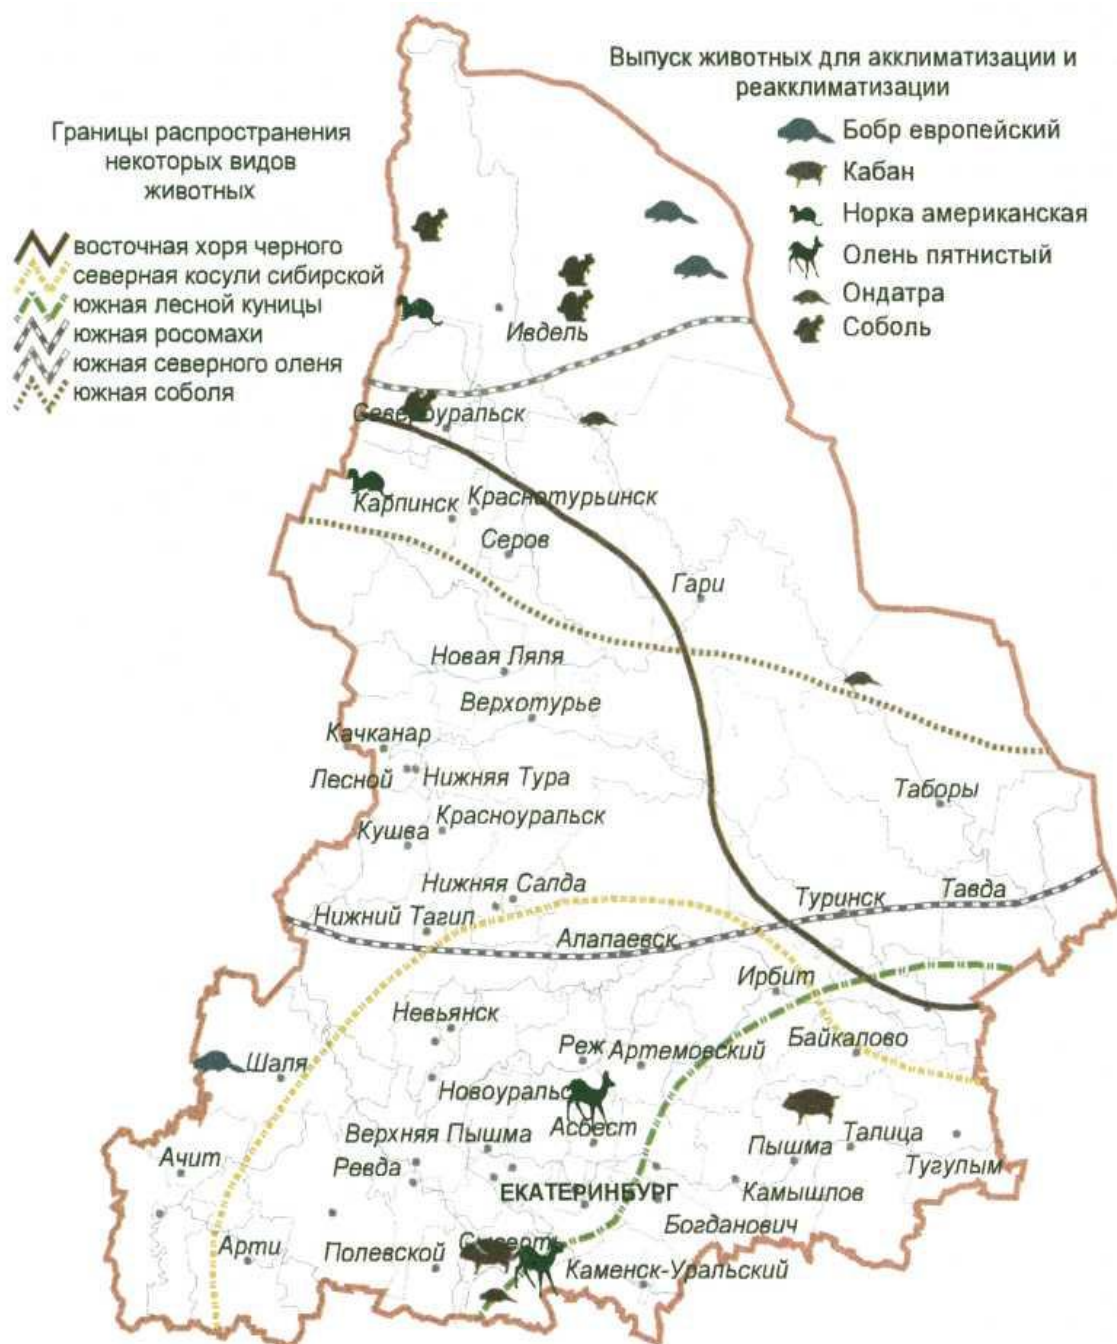 Выпуск животных для акклиматизации и
реакклиматизации
Бобр европейский
Кабан
Норка американская
Олень пятнистый
Ондатра
Соболь
Границы распространения
некоторых видов
животных
восточная хоря черного
северная косули сибирской
южная лесной куницы
южная росомахи
южная северного оленя
южная соболя
Ивдель
Североуральск
Карпинск
Краснотурьинск
Серов
Гари
Новая Ляля
Верхотурье
Качканар
Лесной
Нижняя Тура
Таборы
Красноуральск
Кушва
Нижняя Салда
Туринск
Тавда
Нижний Тагил
Алапаевск
Ирбит
Невьянск
Байкалово
Шаля
Реж
Артемовский
Новоуральс
Асбест
Верхняя Пышма
Пышма
Талица
Ачит
Ревда
Тугулым
ЕКАТЕРИНБУРГ
Камышлов
Богданович
Арти
Полевской
Сысерть
Каменск-Уральский